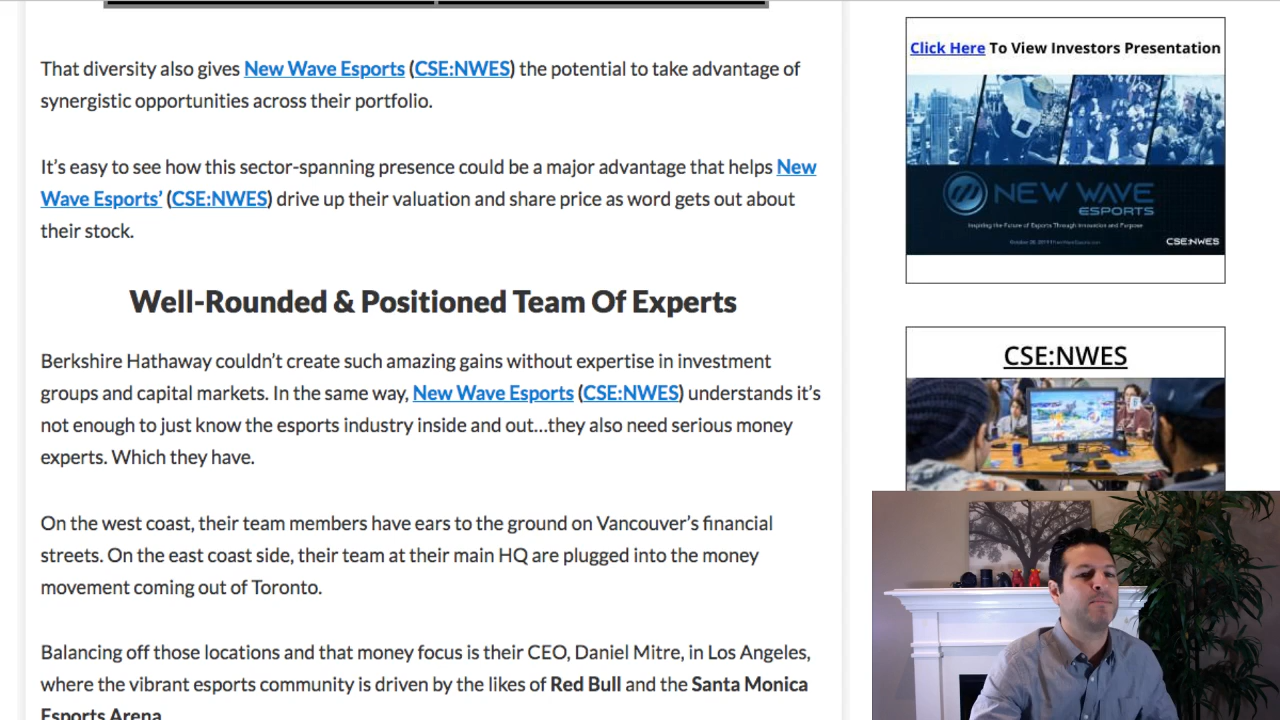 That diversity also gives New Wave Esports (CSE:NWES) the potential to take advantage of
synergistic opportunities across their portfolio.
It's easy to see how this sector-spanning presence could be a major advantage that helps New
Wave Esports' (CSE:NWES) drive up their valuation and share price as word gets out about
their stock.
Well-Rounded & Positioned Team Of Experts
Berkshire Hathaway couldn't create such amazing gains without expertise in investment
groups and capital markets. In the same way, New Wave Esports (CSE:NWES) understands it's
not enough to just know the esports industry inside and out…they also need serious money
experts. Which they have.
On the west coast, their team members have ears to the ground on Vancouver's financial
streets. On the east coast side, their team at their main HQ are plugged into the money
movement coming out of Toronto.
Balancing off those locations and that money focus is their CEO, Daniel Mitre, in Los Angeles,
where the vibrant esports community is driven by the likes of Red Bull and the Santa Monica
Esports Arena.
Click Here To View Investors Presentation
NEW WAVE
ESPORTS
Inspiring the Future of Esports Through Innovation and Purpose
CSE:NWES
CSE:NWES